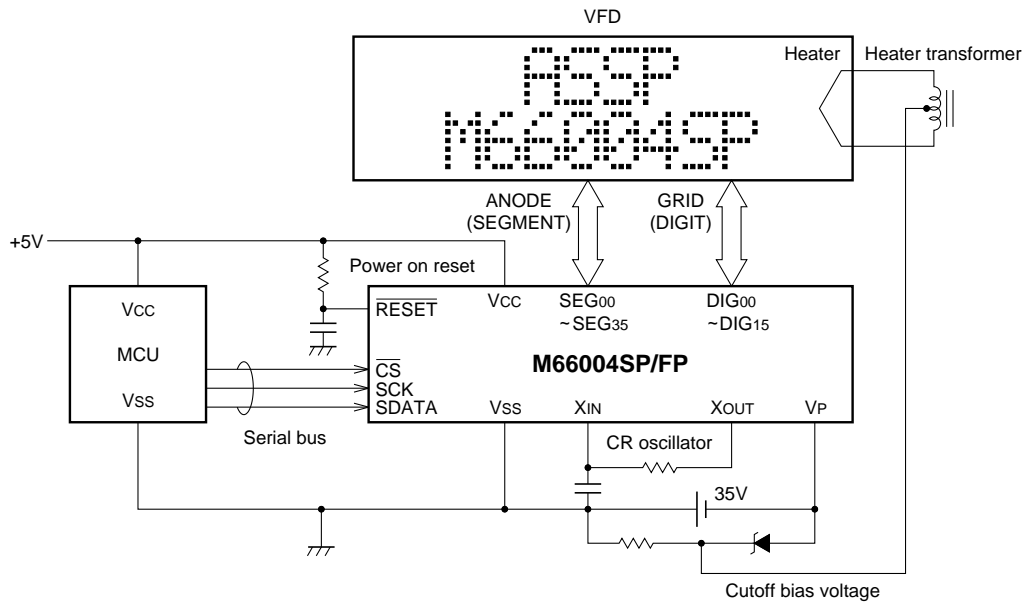 VFD
ASSP
M66004SP
Heater
Heater transformer
ANODE
(SEGMENT)
GRID
(DIGIT)
+5V
Power on reset
VCC
MCU
VSS
RESET
VCC
SEG00
~SEG35
DIG00
~DIG15
M66004SP/FP
CS
SCK
SDATA
VSS
XIN
XOUT
VP
Serial bus
CR oscillator
35V
Cutoff bias voltage